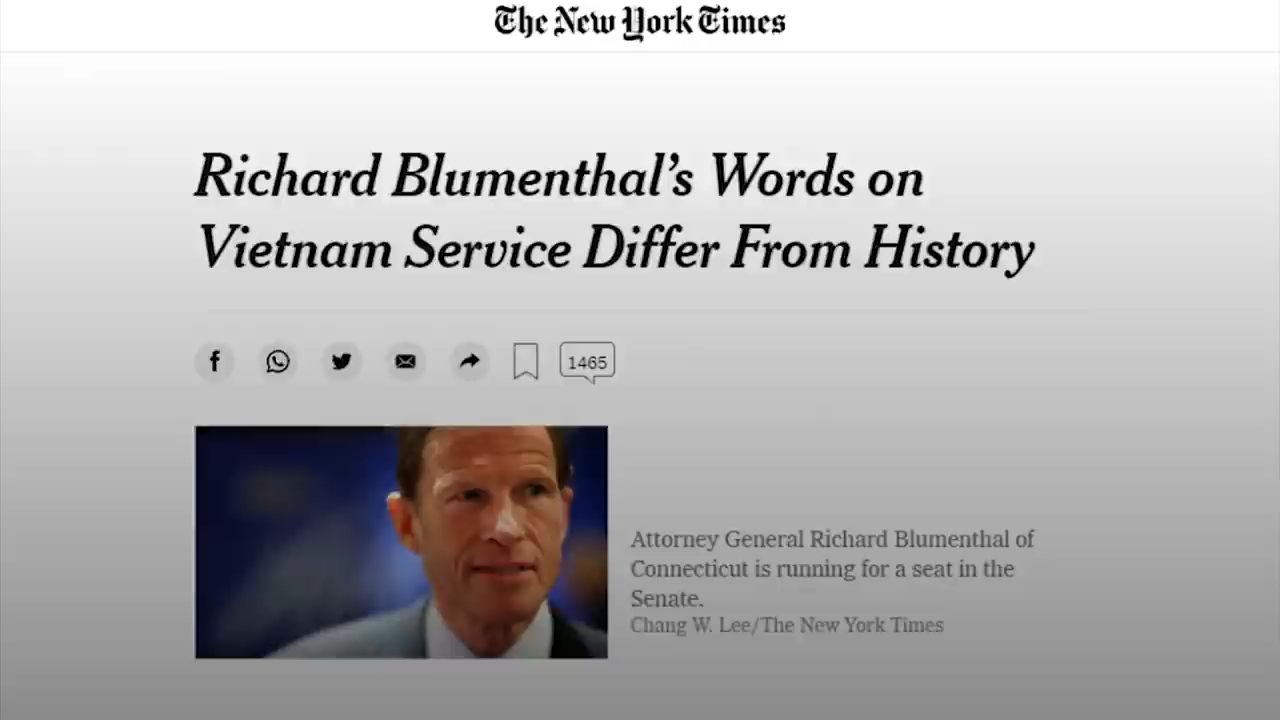 The New York Times
Richard Blumenthal's Words on
Vietnam Service Differ From History
1465
Attorney General Richard Blumenthal of
Connecticut is running for a seat in the
Senate.
Chang W. Lee/The New York Times